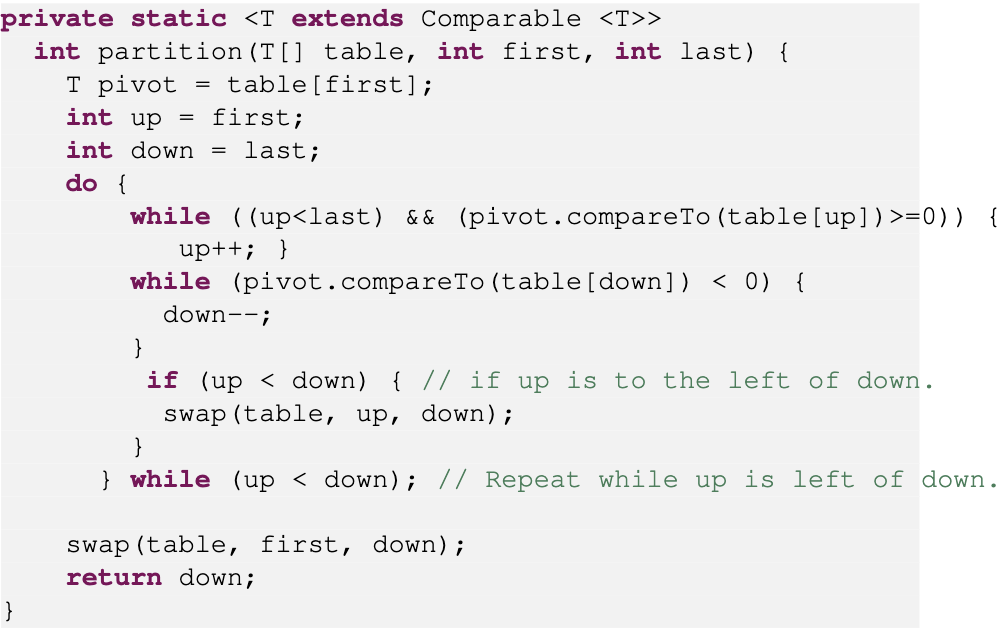 private static <T extends Comparable <T>>
  int partition(T[] table, int first, int last) {
    T pivot = table[first];
    int up = first;
    int down = last;
    do {
        while ((up<last) && (pivot.compareTo(table[up])>=0)) {
           up++; }
        while (pivot.compareTo(table[down]) < 0) {
          down--;
        }
         if (up < down) { // if up is to the left of down.
          swap(table, up, down);
        }
      } while (up < down); // Repeat while up is left of down.

    swap(table, first, down);
    return down;
}